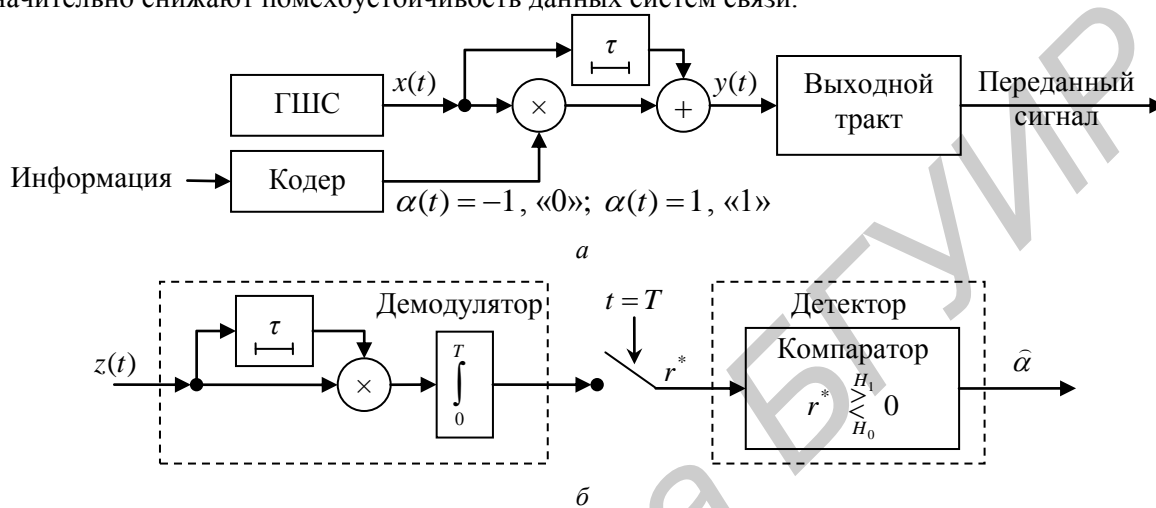 значительно снижают помехоустойчивость данных систем связи.
τ
ГШС
x(t)
×
+
y(t)
Выходной
тракт
Переданный
сигнал
Информация
Кодер
α(t) = −1, «0»; α(t) = 1, «1»
а
Демодулятор
t = T
Детектор
z(t)
τ
×
T
∫
0
r*
Компаратор
H₁
r* ≷ 0
H₀
α̂
б
БГУИР